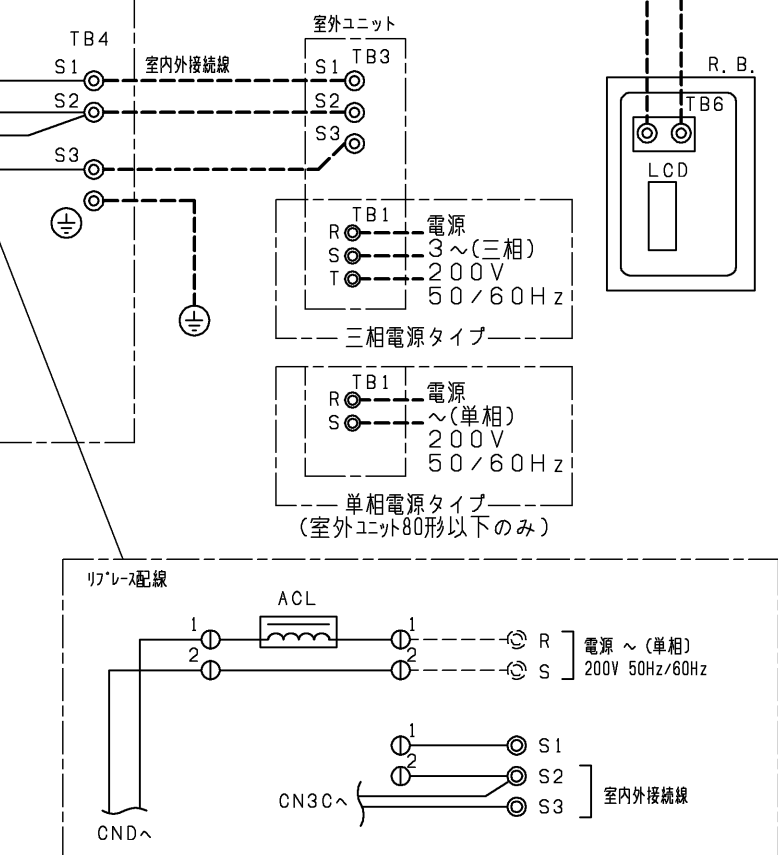 室外ユニット
TB4
TB3
S1
室内外接続線
S1
S2
S2
S3
S3
R. B.
TB6
LCD
TB1
R
S
T
電源
3～(三相)
200V
50/60Hz
三相電源タイプ
TB1
R
S
電源
～(単相)
200V
50/60Hz
単相電源タイプ
(室外ユニット80形以下のみ)
リプレース配線
ACL
1
1
R
2
2
S
電源 ～ (単相)
200V 50Hz/60Hz
1
S1
2
S2
S3
室内外接続線
CN3Cへ
CNDへ